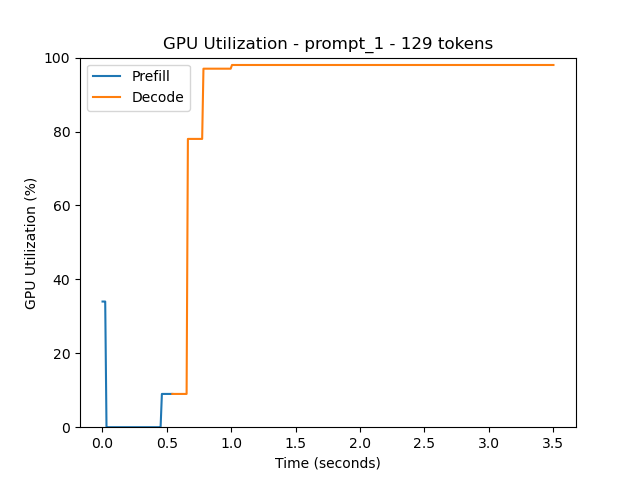 GPU Utilization - prompt_1 - 129 tokens
Prefill
Decode
100
80
60
40
20
0
GPU Utilization (%)
0.0 0.5 1.0 1.5 2.0 2.5 3.0 3.5
Time (seconds)